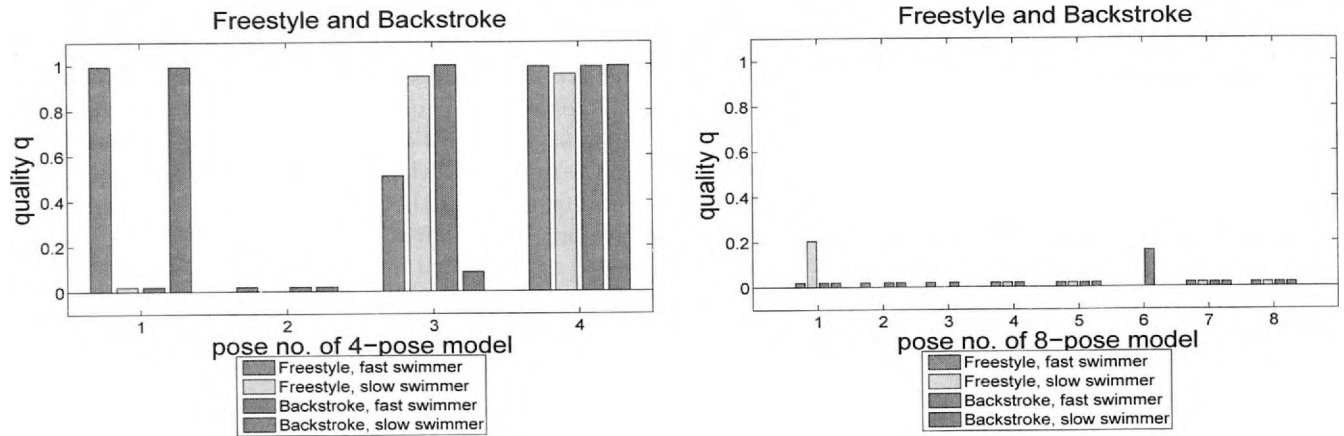 Freestyle and Backstroke
quality q
1
0.8
0.6
0.4
0.2
0
1 2 3 4
pose no. of 4-pose model
Freestyle, fast swimmer
Freestyle, slow swimmer
Backstroke, fast swimmer
Backstroke, slow swimmer
Freestyle and Backstroke
quality q
1
0.8
0.6
0.4
0.2
0
1 2 3 4 5 6 7 8
pose no. of 8-pose model
Freestyle, fast swimmer
Freestyle, slow swimmer
Backstroke, fast swimmer
Backstroke, slow swimmer